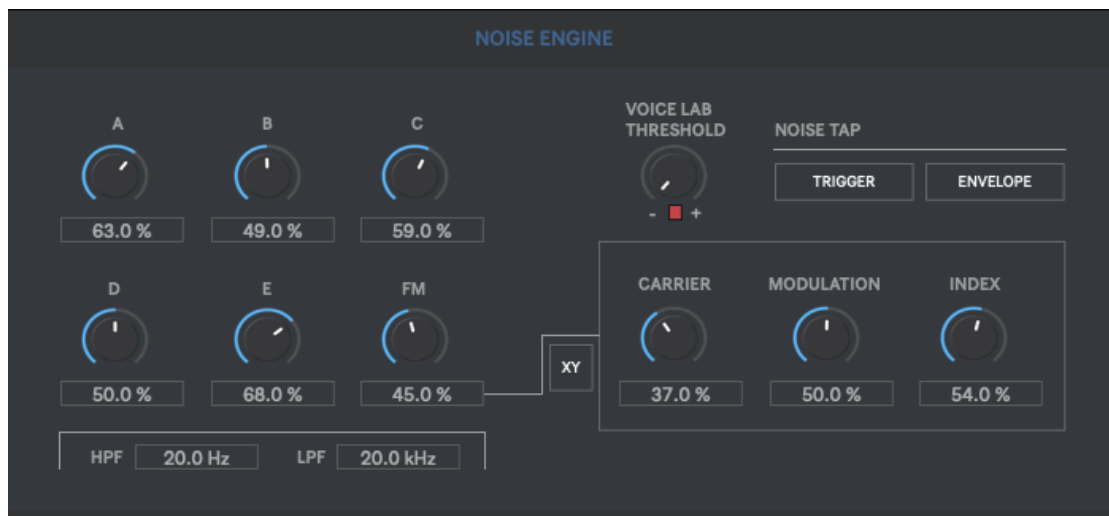 NOISE ENGINE
A B C
63.0 % 49.0 % 59.0 %
VOICE LAB
THRESHOLD
- +
NOISE TAP
TRIGGER ENVELOPE
D E FM
50.0 % 68.0 % 45.0 %
XY
CARRIER MODULATION INDEX
37.0 % 50.0 % 54.0 %
HPF 20.0 Hz LPF 20.0 kHz